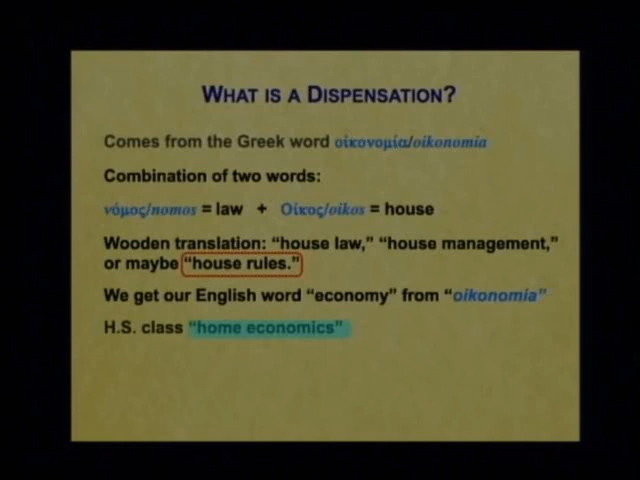 WHAT IS A DISPENSATION?
Comes from the Greek word οἰκονομία/oikonomia
Combination of two words:
νόμος/nomos = law + Οἶκος/oikos = house
Wooden translation: “house law,” “house management,”
or maybe “house rules.”
We get our English word “economy” from “oikonomia”
H.S. class “home economics”